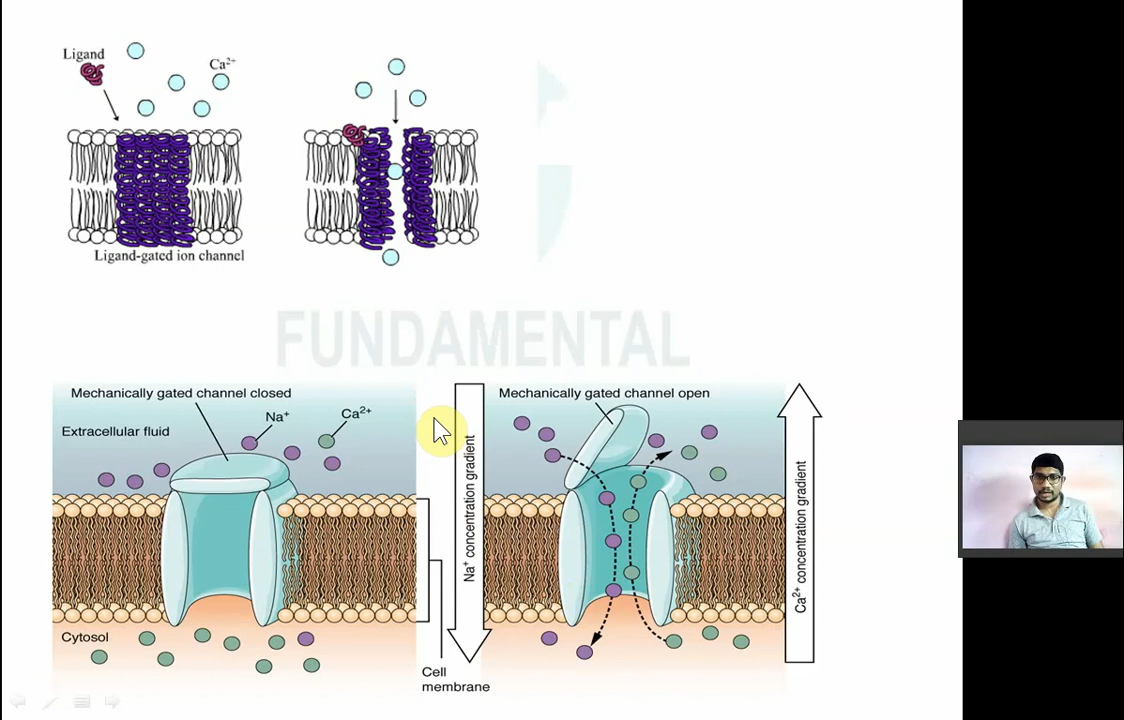 Ligand
Ca2+
Ligand-gated ion channel
FUNDAMENTAL
Mechanically gated channel closed
Na+
Ca2+
Extracellular fluid
Cytosol
Cell
membrane
Na+ concentration gradient
Mechanically gated channel open
Ca2+ concentration gradient